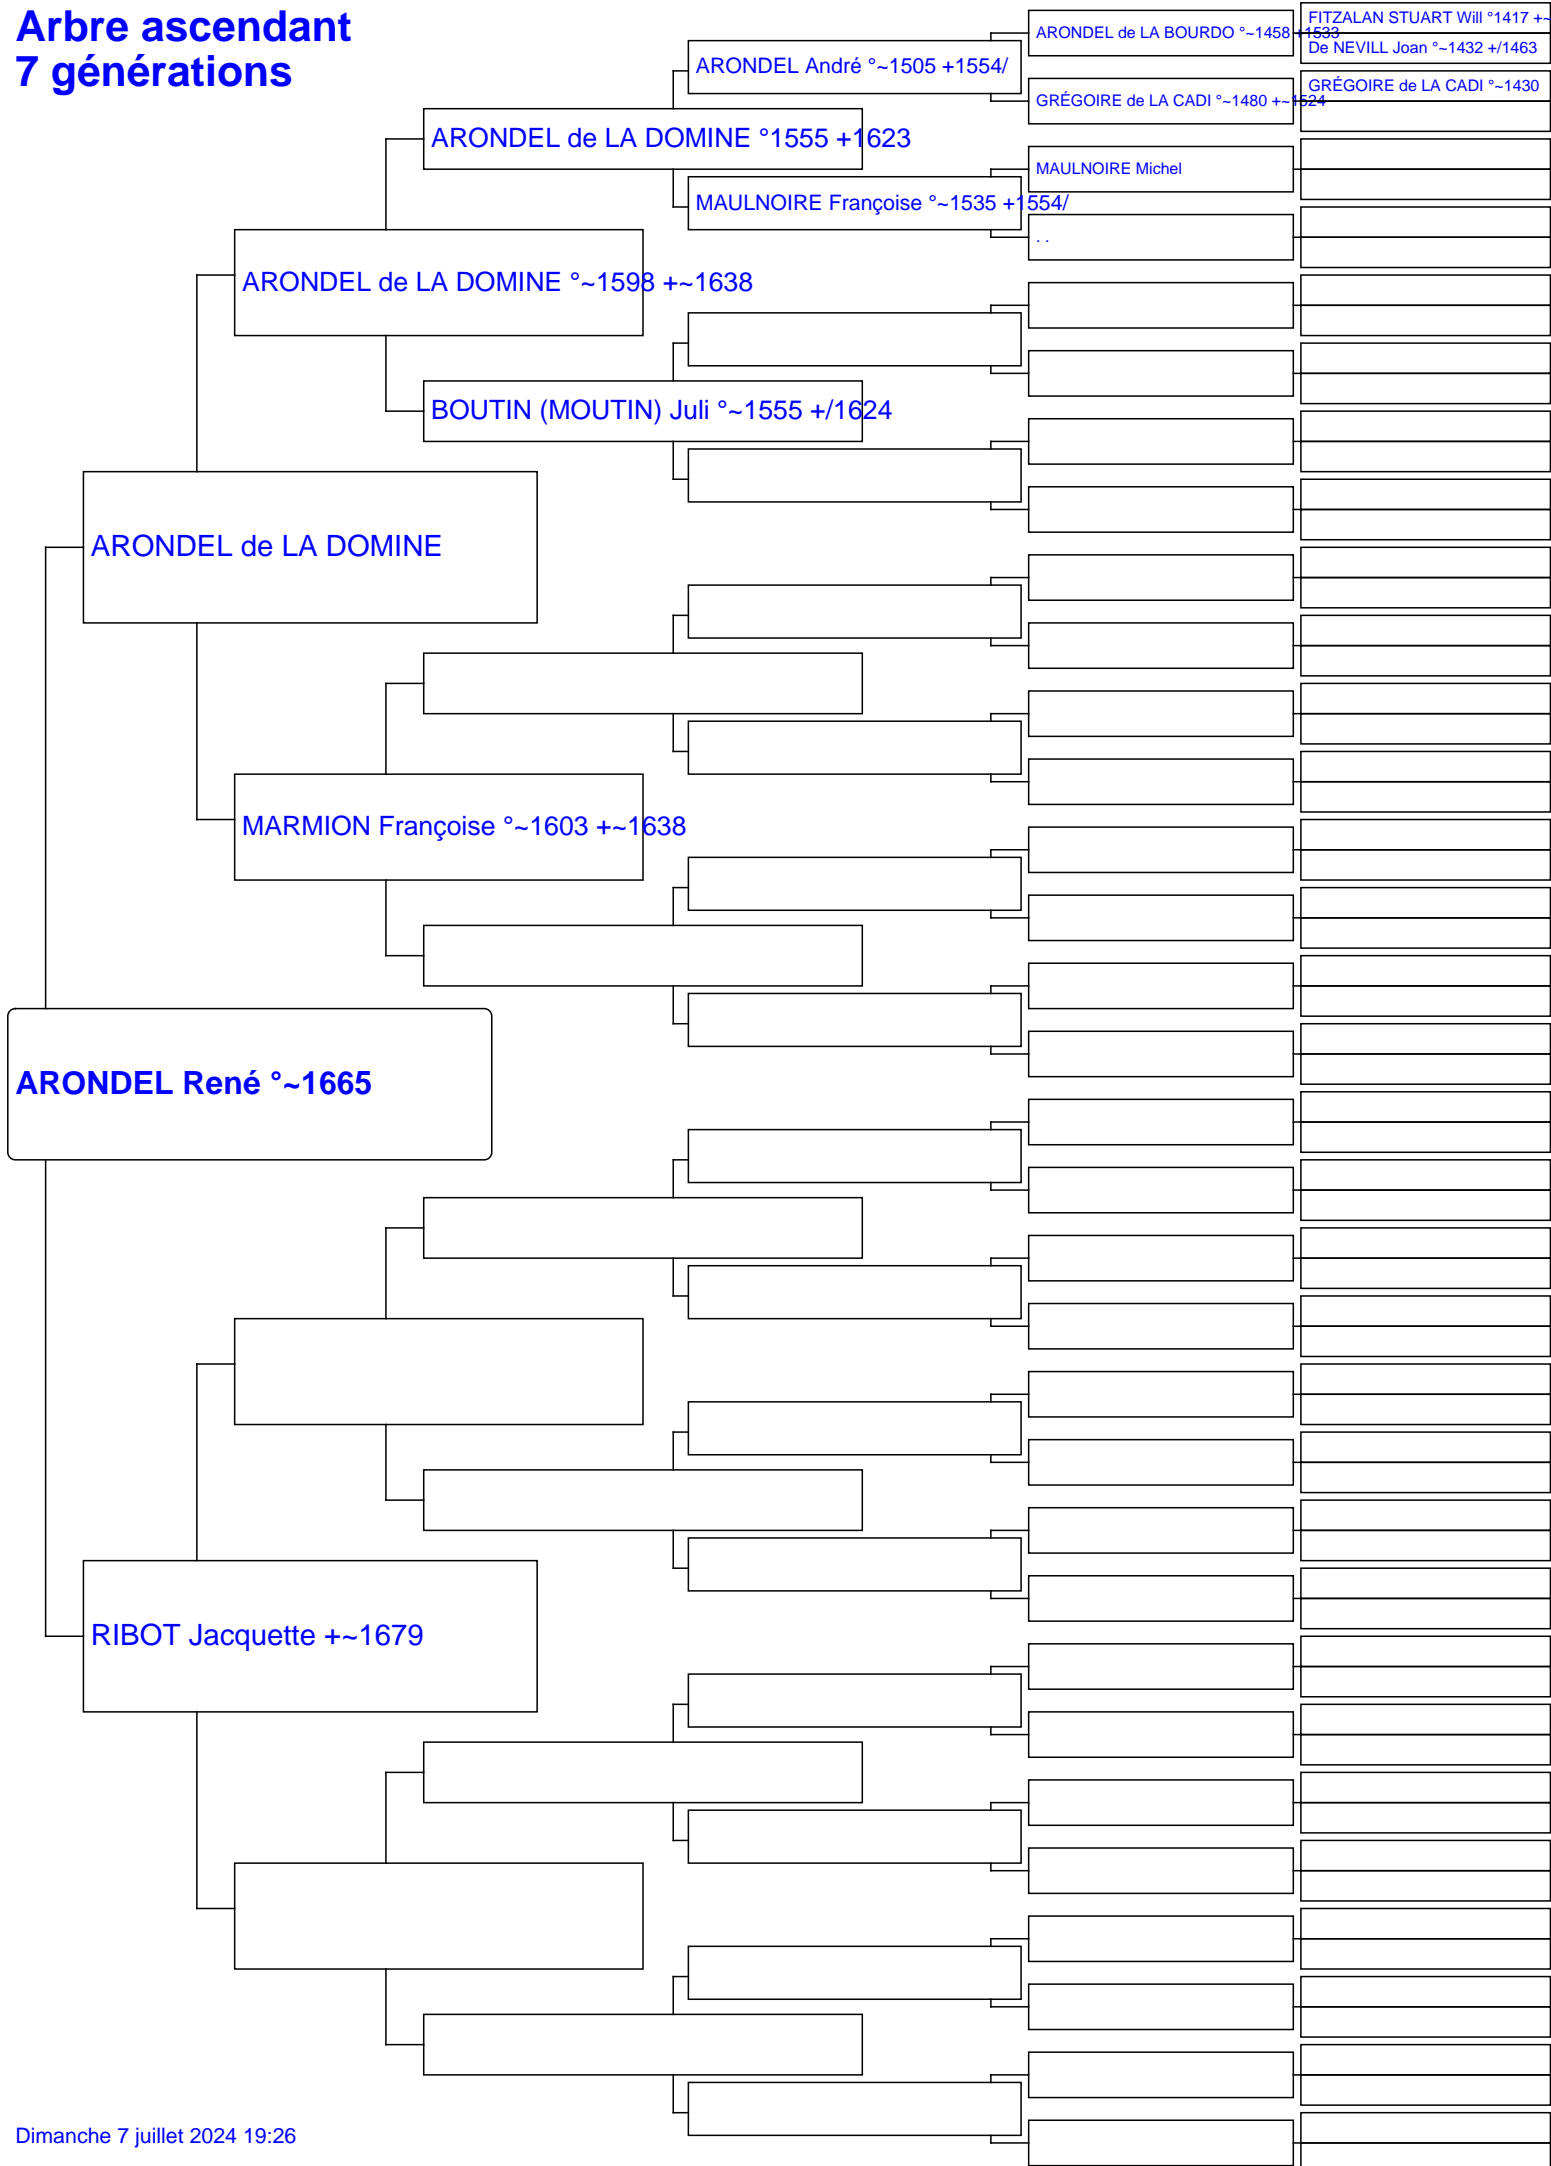 Arbre ascendant
7 générations
FITZALAN STUART Will °1417 +~
ARONDEL de LA BOURDO °~1458 +1533
De NEVILL Joan °~1432 +/1463
ARONDEL André °~1505 +1554/
GRÉGOIRE de LA CADI °~1430
GRÉGOIRE de LA CADI °~1480 +~1524
ARONDEL de LA DOMINE °1555 +1623
MAULNOIRE Michel
MAULNOIRE Françoise °~1535 +1554/
. .
ARONDEL de LA DOMINE °~1598 +~1638
BOUTIN (MOUTIN) Juli °~1555 +/1624
ARONDEL de LA DOMINE
MARMION Françoise °~1603 +~1638
ARONDEL René °~1665
RIBOT Jacquette +~1679
Dimanche 7 juillet 2024 19:26